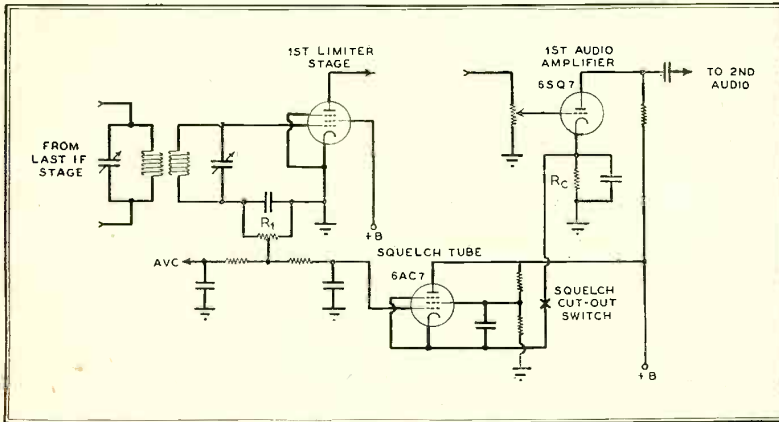 1ST LIMITER
STAGE
1ST AUDIO
AMPLIFIER
6SQ7
TO 2ND
AUDIO
FROM
LAST IF
STAGE
RC
R1
+B
AVC
SQUELCH TUBE
6AC7
SQUELCH
CUT-OUT
SWITCH
+B